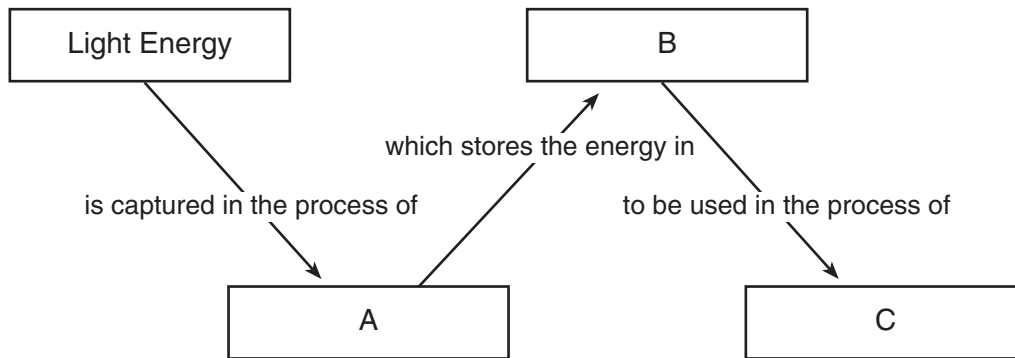 Light Energy
B
which stores the energy in
is captured in the process of
to be used in the process of
A
C